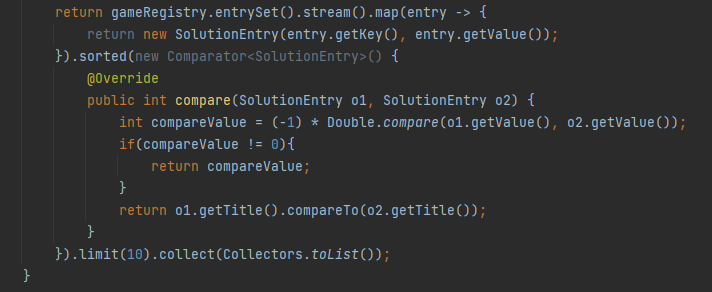 return gameRegistry.entrySet().stream().map(entry -> {
return new SolutionEntry(entry.getKey(), entry.getValue());
}).sorted(new Comparator<SolutionEntry>() {
@Override
public int compare(SolutionEntry o1, SolutionEntry o2) {
int compareValue = (-1) * Double.compare(o1.getValue(), o2.getValue());
if(compareValue != 0){
return compareValue;
}
return o1.getTitle().compareTo(o2.getTitle());
}
}).limit(10).collect(Collectors.toList());
}